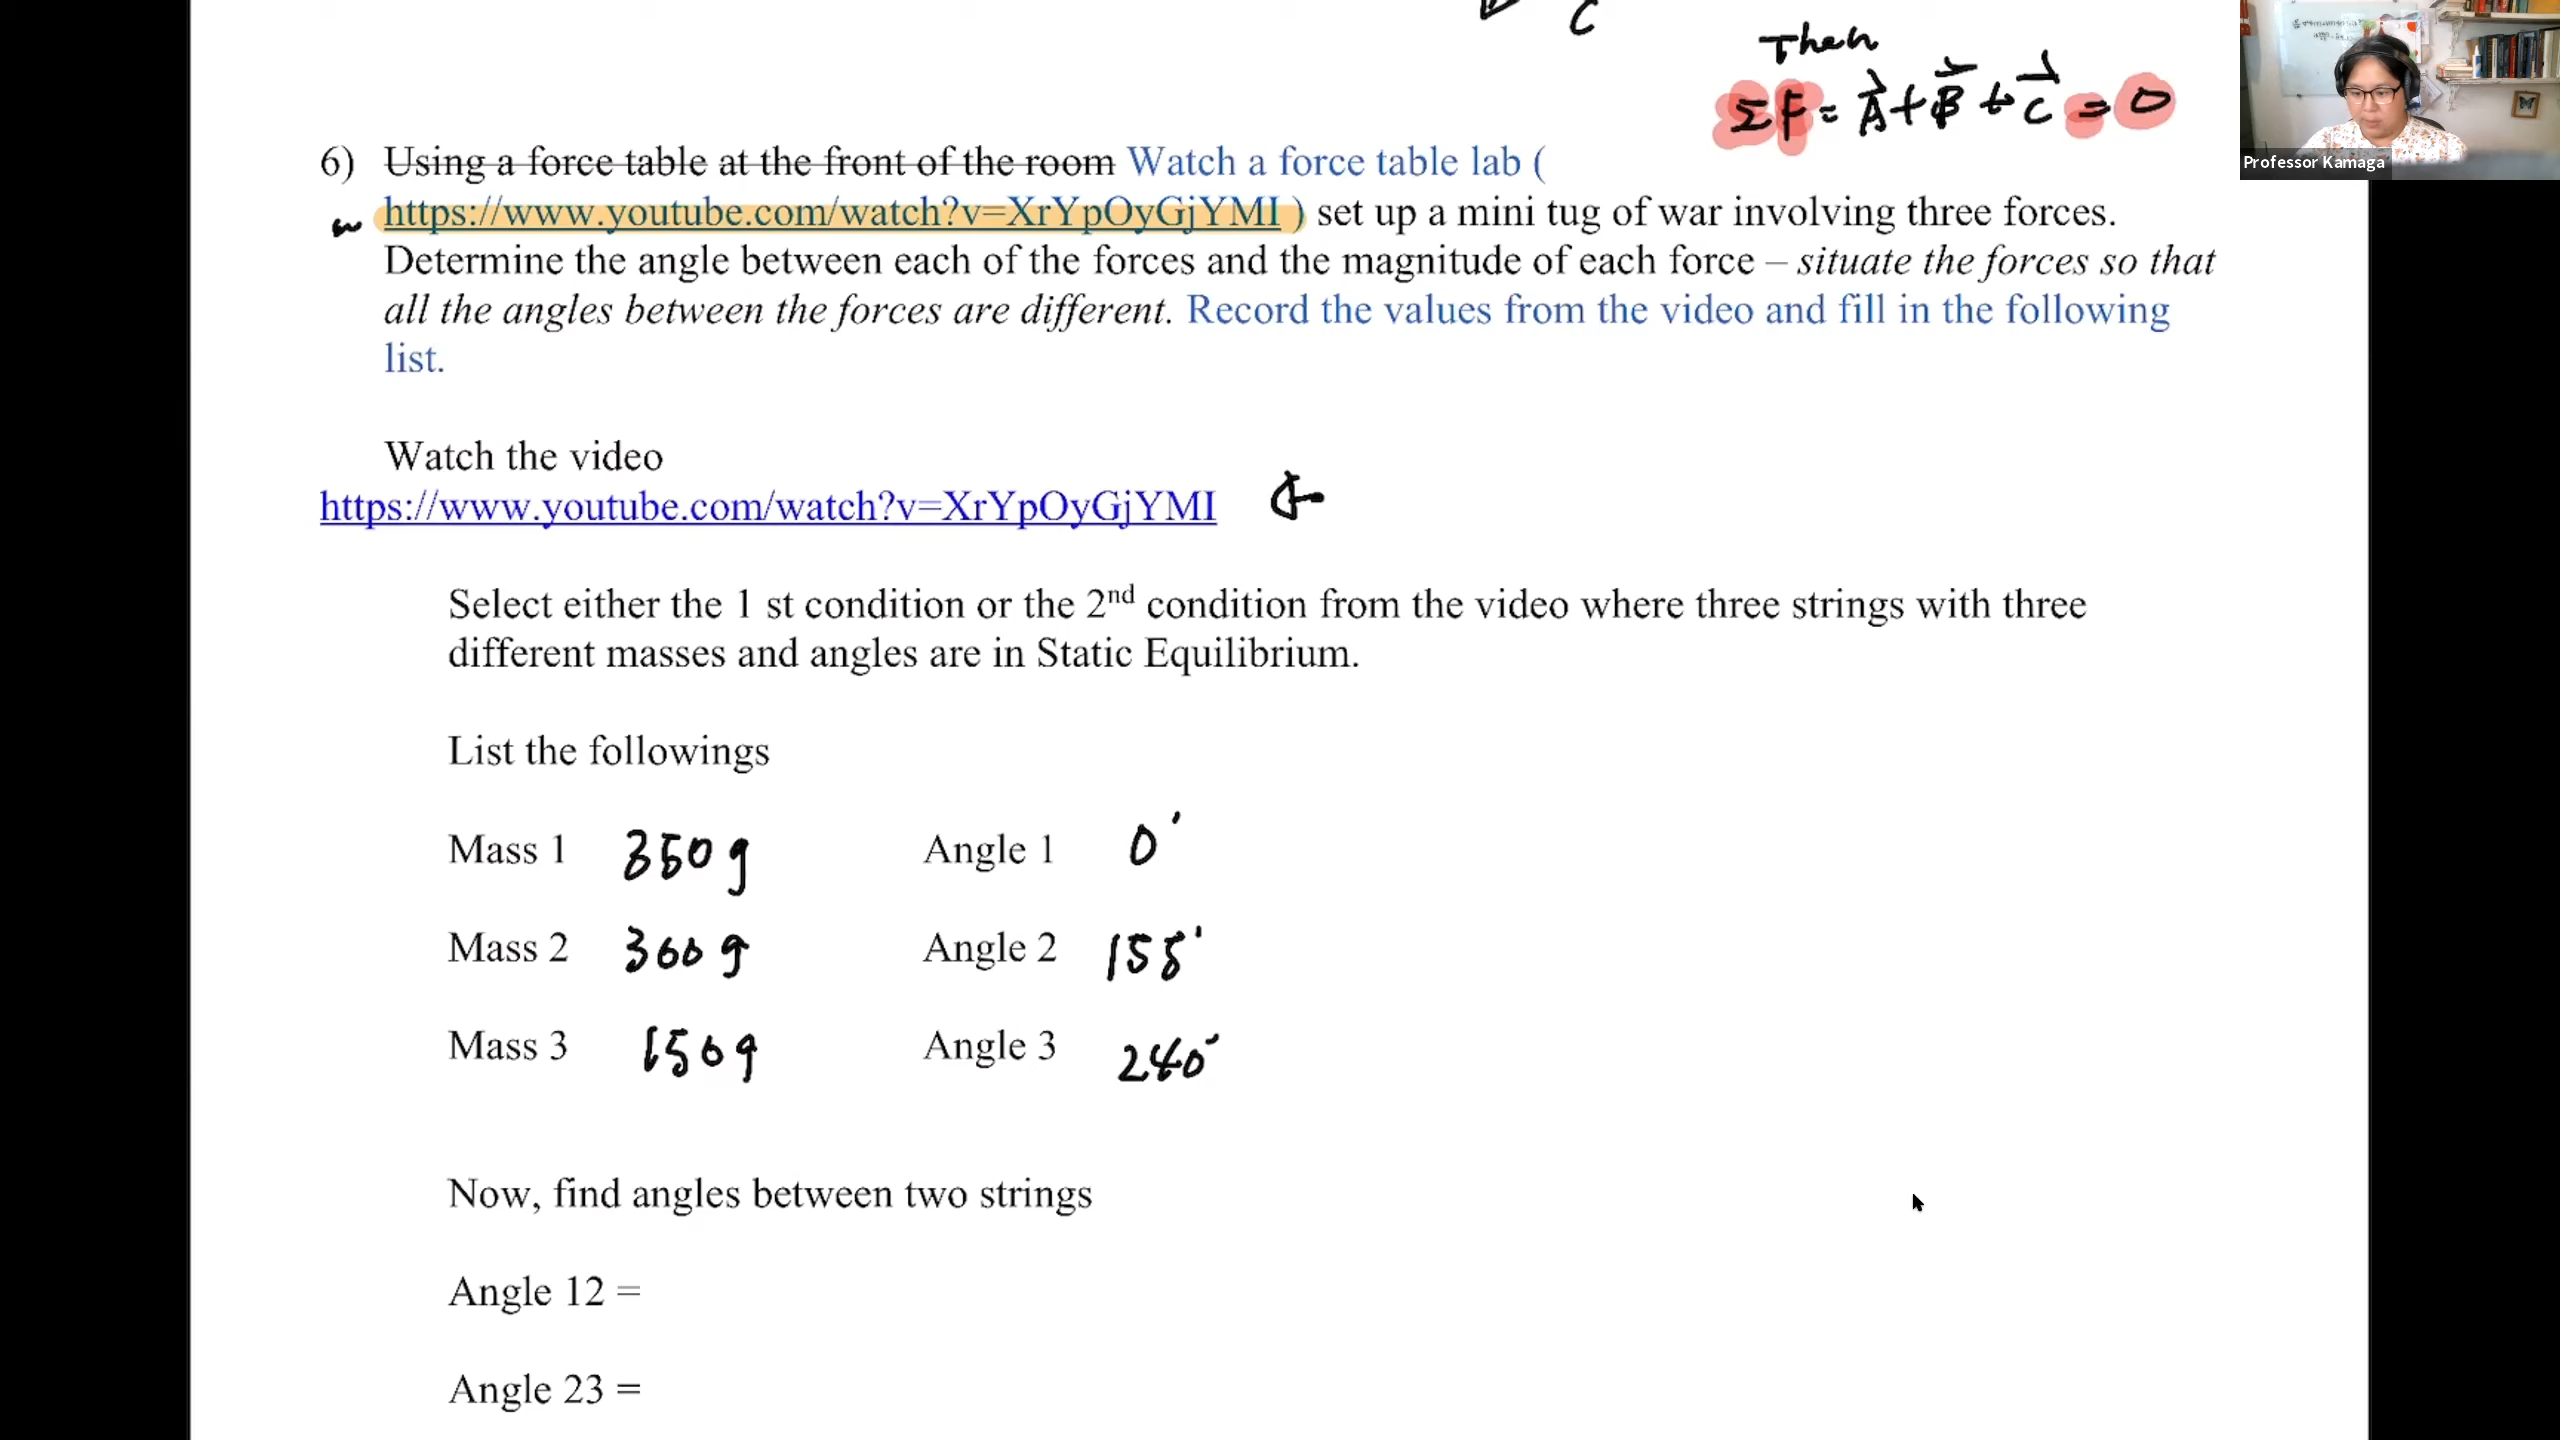 C
Then
ΣF = A + B + C = 0
Professor Kamaga
6) Using a force table at the front of the room Watch a force table lab (
https://www.youtube.com/watch?v=XrYpOyGjYMI ) set up a mini tug of war involving three forces.
Determine the angle between each of the forces and the magnitude of each force – situate the forces so that
all the angles between the forces are different. Record the values from the video and fill in the following
list.
Watch the video
https://www.youtube.com/watch?v=XrYpOyGjYMI
Select either the 1 st condition or the 2nd condition from the video where three strings with three
different masses and angles are in Static Equilibrium.
List the followings
Mass 1 350 g Angle 1 0°
Mass 2 300 g Angle 2 155°
Mass 3 150 g Angle 3 240°
Now, find angles between two strings
Angle 12 =
Angle 23 =